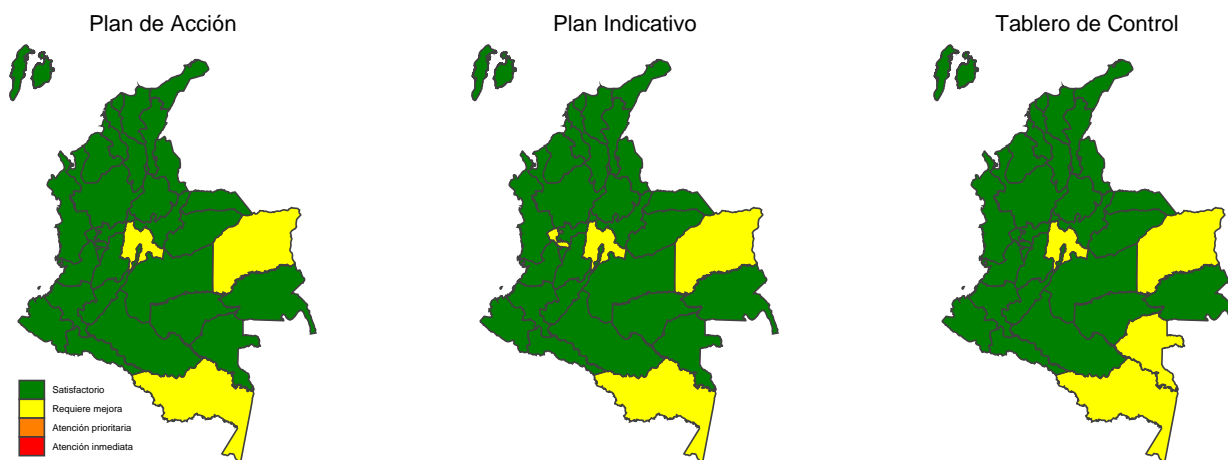 Plan de Acción
Plan Indicativo
Tablero de Control
Satisfactorio
Requiere mejora
Atención prioritaria
Atención inmediata